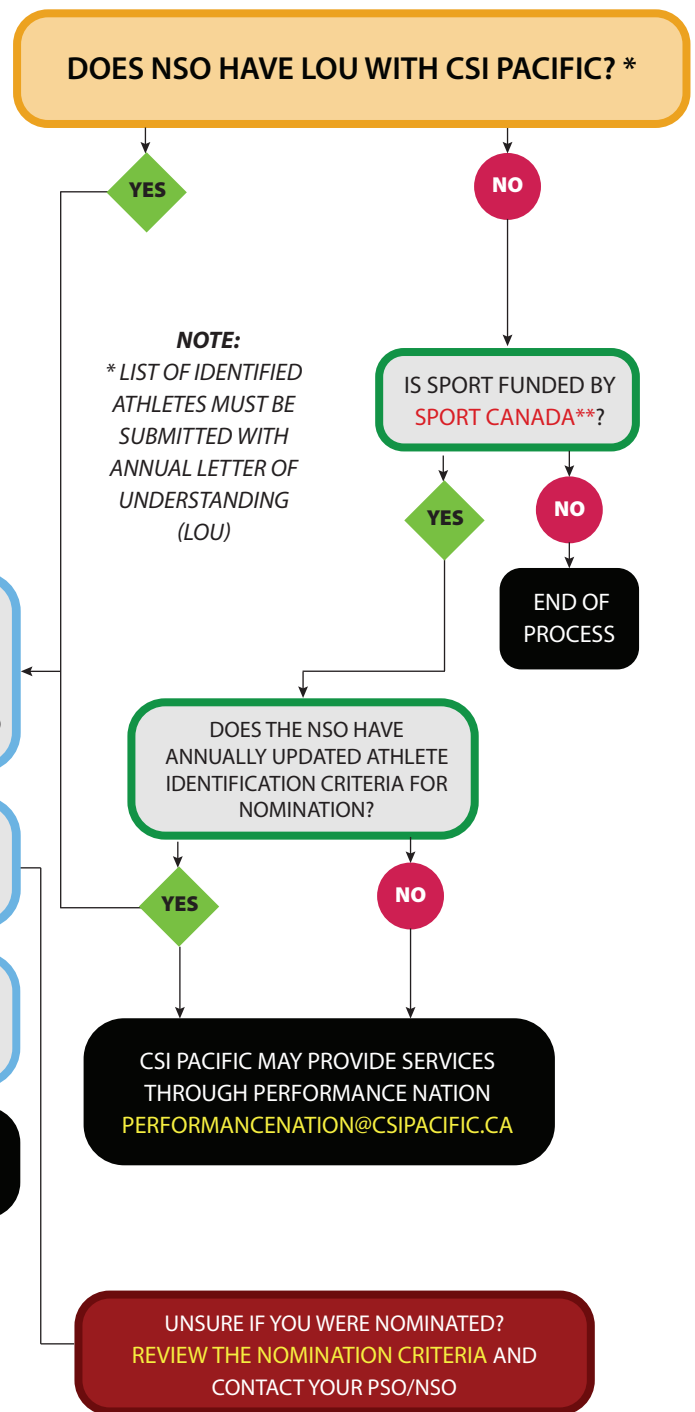 DOES NSO HAVE LOU WITH CSI PACIFIC? *
YES
NO
NOTE:
* LIST OF IDENTIFIED
ATHLETES MUST BE
SUBMITTED WITH
ANNUAL LETTER OF
UNDERSTANDING
(LOU)
IS SPORT FUNDED BY
SPORT CANADA**?
YES
NO
END OF
PROCESS
DOES THE NSO HAVE
ANNUALLY UPDATED ATHLETE
IDENTIFICATION CRITERIA FOR
NOMINATION?
YES
NO
CSI PACIFIC MAY PROVIDE SERVICES
THROUGH PERFORMANCE NATION
PERFORMANCENATION@CSIPACIFIC.CA
UNSURE IF YOU WERE NOMINATED?
REVIEW THE NOMINATION CRITERIA AND
CONTACT YOUR PSO/NSO